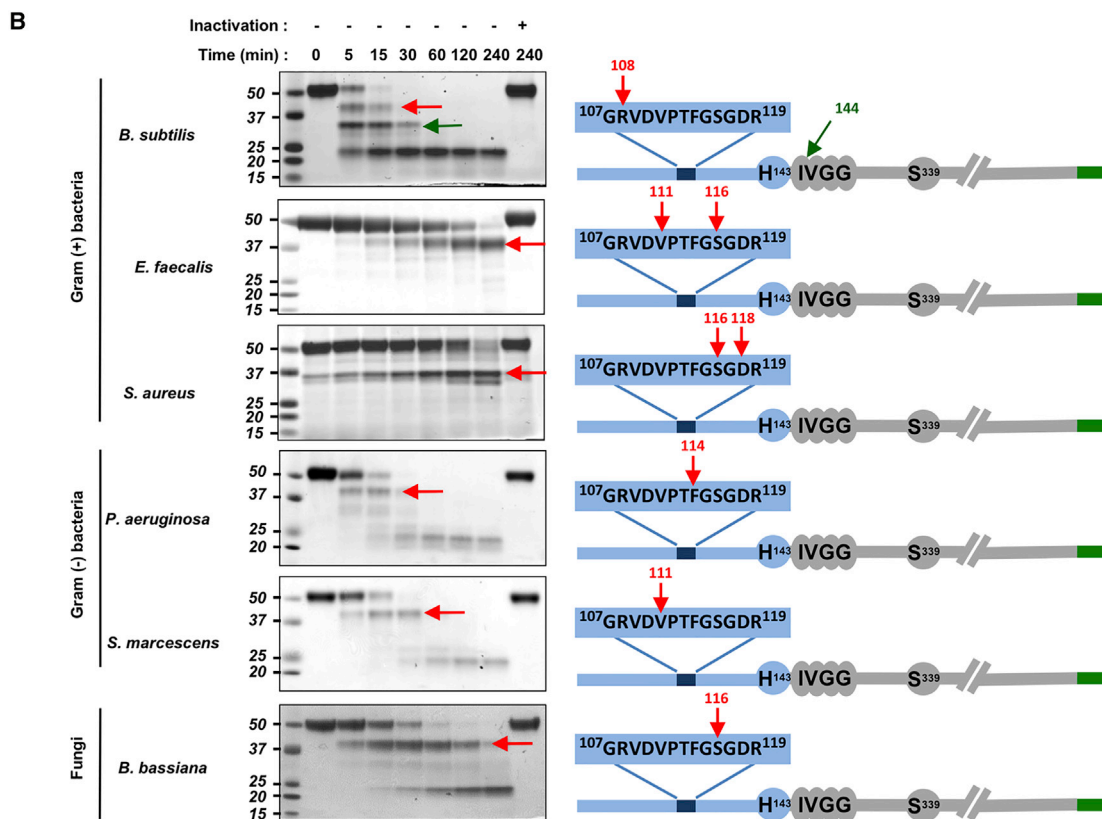 B
Inactivation : - - - - - - - +
Time (min) : 0 5 15 30 60 120 240 240
Gram (+) bacteria
B. subtilis
50
37
25
20
15
108
107GRVDVPTFGSGDR119
144
H143 IVGG S339
E. faecalis
50
37
25
20
15
111 116
107GRVDVPTFGSGDR119
H143 IVGG S339
S. aureus
50
37
25
20
15
116 118
107GRVDVPTFGSGDR119
H143 IVGG S339
Gram (-) bacteria
P. aeruginosa
50
37
25
20
114
107GRVDVPTFGSGDR119
H143 IVGG S339
S. marcescens
50
37
25
20
111
107GRVDVPTFGSGDR119
H143 IVGG S339
Fungi
B. bassiana
50
37
25
20
15
116
107GRVDVPTFGSGDR119
H143 IVGG S339